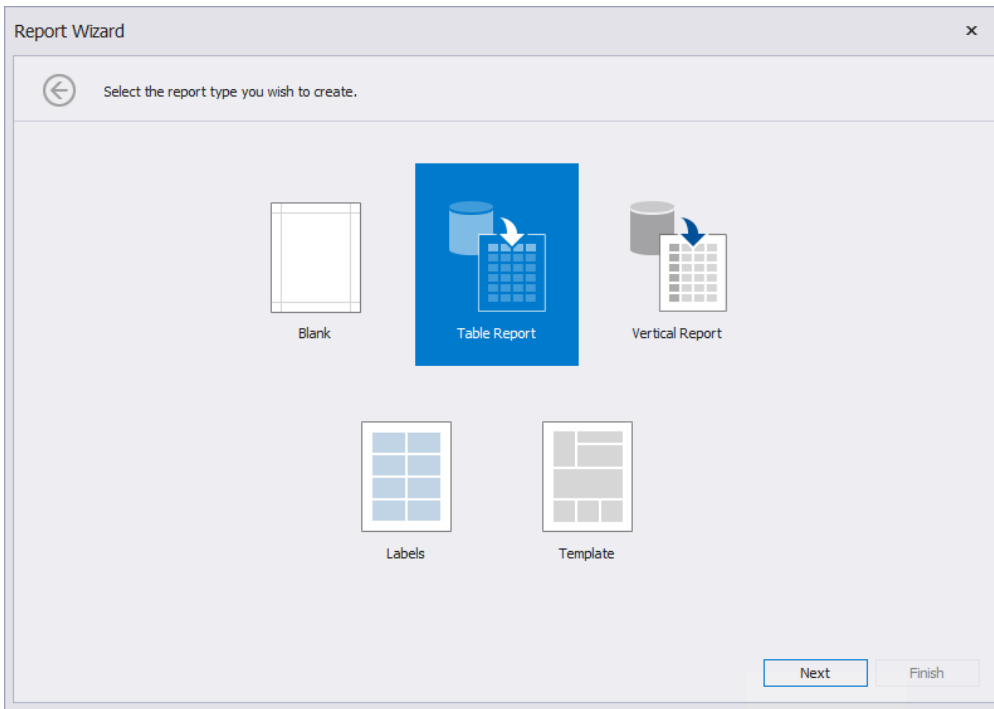 Report Wizard
Select the report type you wish to create.
Blank
Table Report
Vertical Report
Labels
Template
Next
Finish